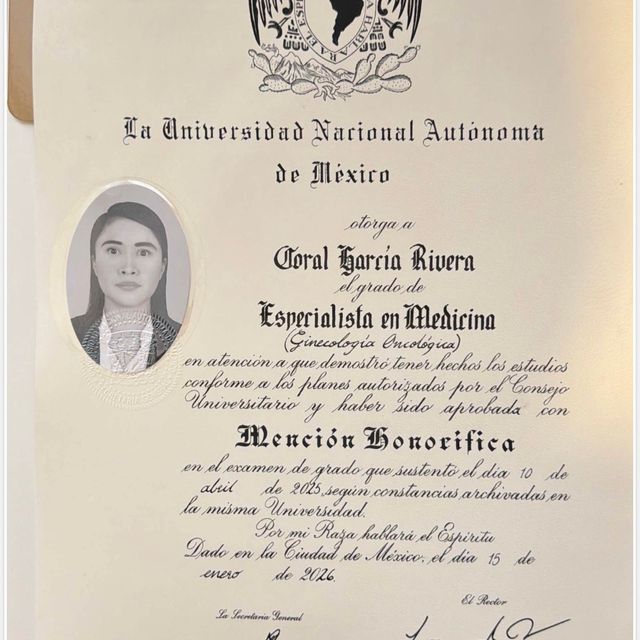 HABLARA EL ESP
La Universidad Nacional Autónoma
de México
otorga a
Coral García Rivera
el grado de
Especialista en Medicina
(Ginecología Oncológica)
en atención a que demostró tener hechos los estudios
conforme a los planes autorizados por el Consejo
Universitario y haber sido aprobada con
Mención Honorífica
en el examen de grado que sustentó el día 10 de
abril de 2025, según constancias archivadas en
la misma Universidad.
Por mi Raza hablará el Espíritu
Dado en la Ciudad de México, el día 15 de
enero de 2026.
El Rector
La Secretaria General